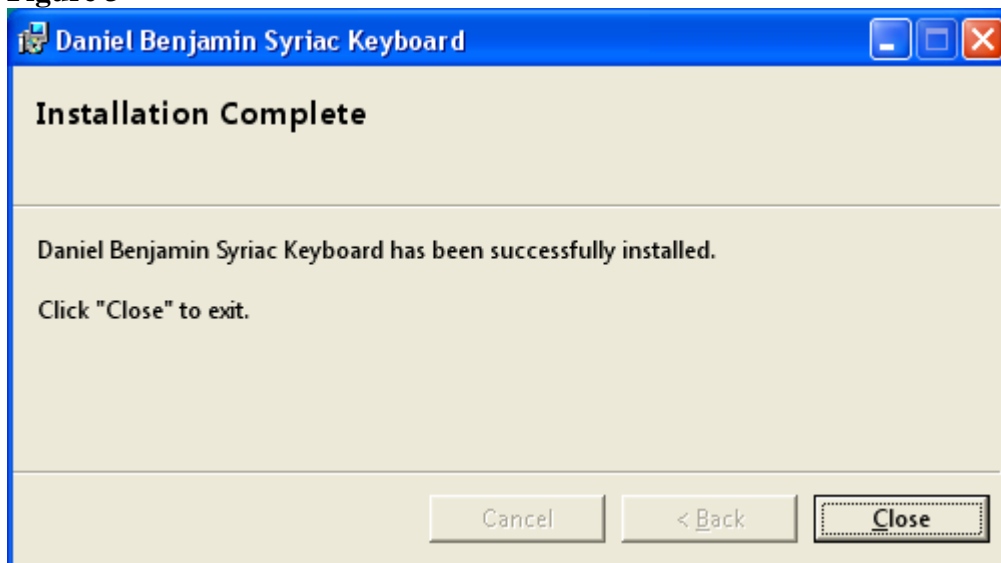 Daniel Benjamin Syriac Keyboard
Installation Complete
Daniel Benjamin Syriac Keyboard has been successfully installed.
Click "Close" to exit.
Cancel
< Back
Close